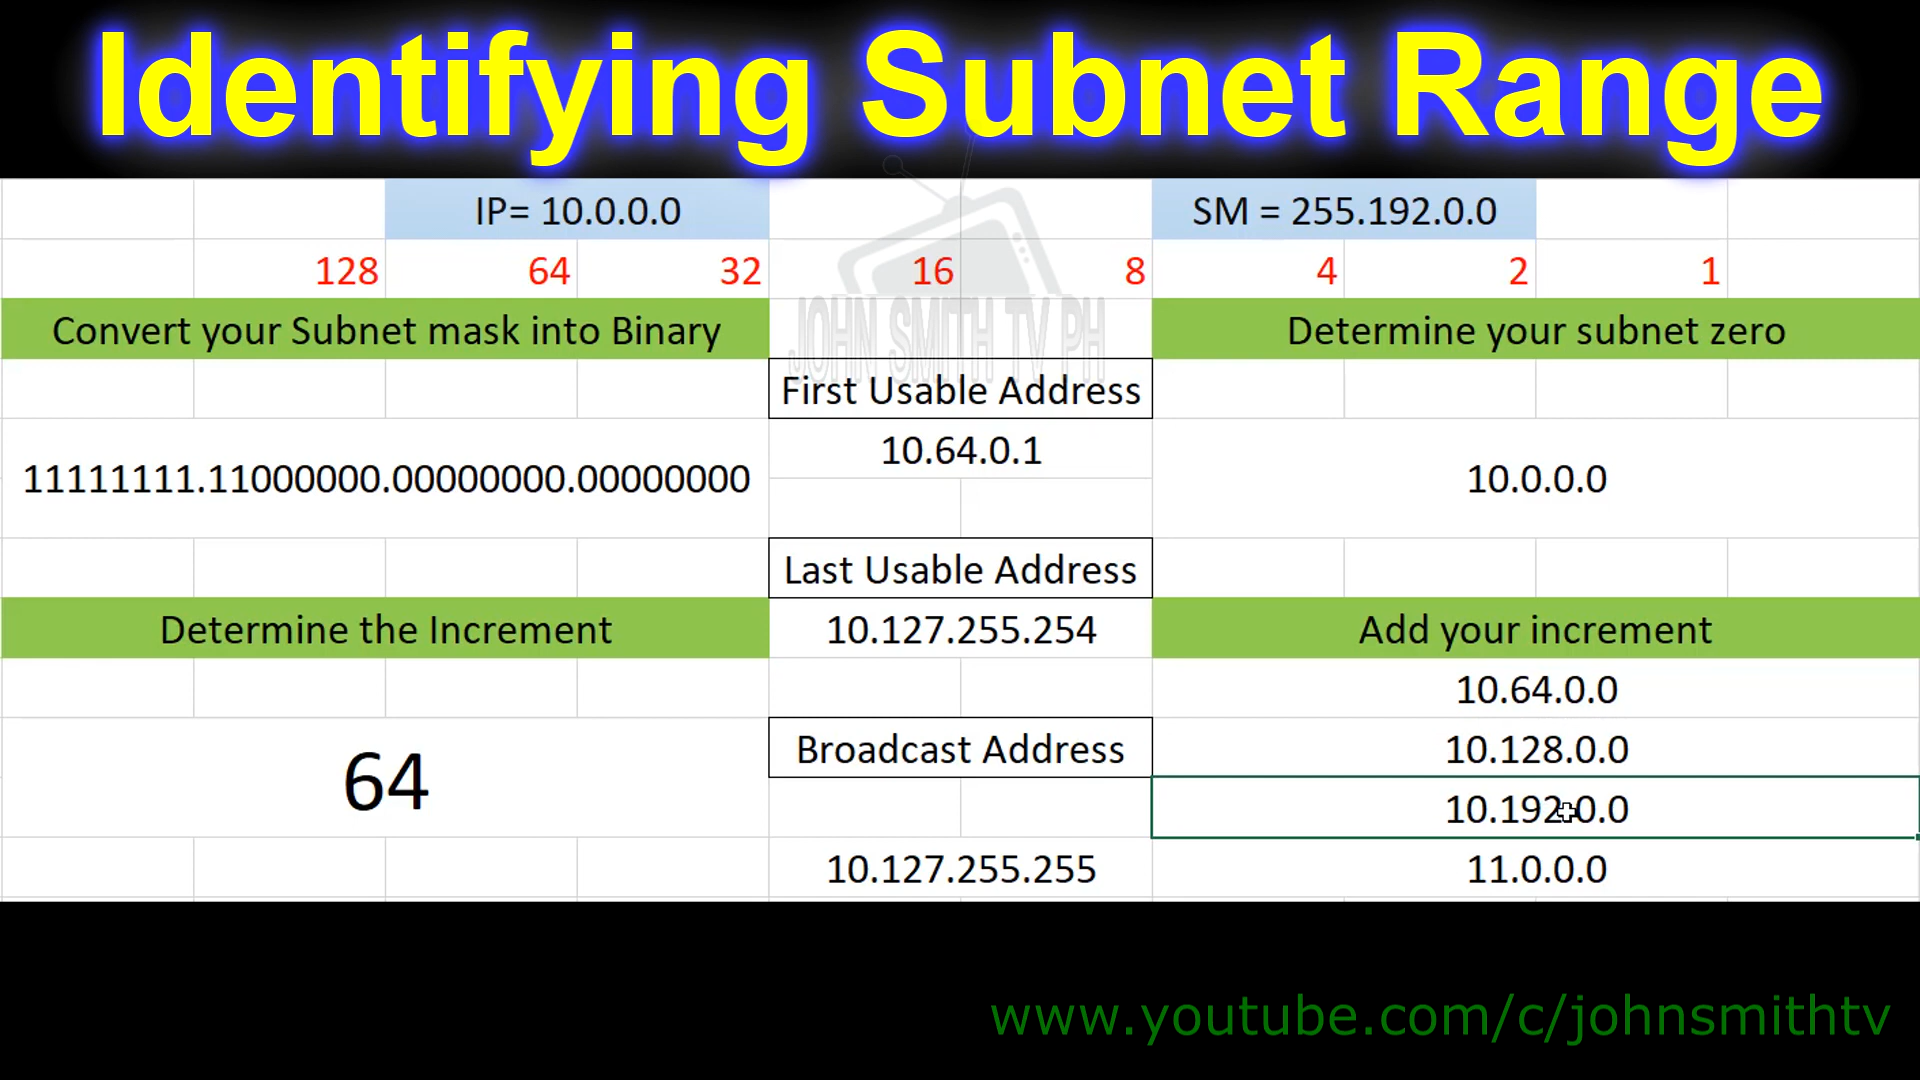 Identifying Subnet Range
IP= 10.0.0.0
SM = 255.192.0.0
128 64 32 16 8 4 2 1
Convert your Subnet mask into Binary
Determine your subnet zero
JOHN SMITH TV PH
First Usable Address
10.64.0.1
11111111.11000000.00000000.00000000
10.0.0.0
Last Usable Address
Determine the Increment
10.127.255.254
Add your increment
10.64.0.0
64
Broadcast Address
10.128.0.0
10.192.0.0
10.127.255.255
11.0.0.0
www.youtube.com/c/johnsmithtv